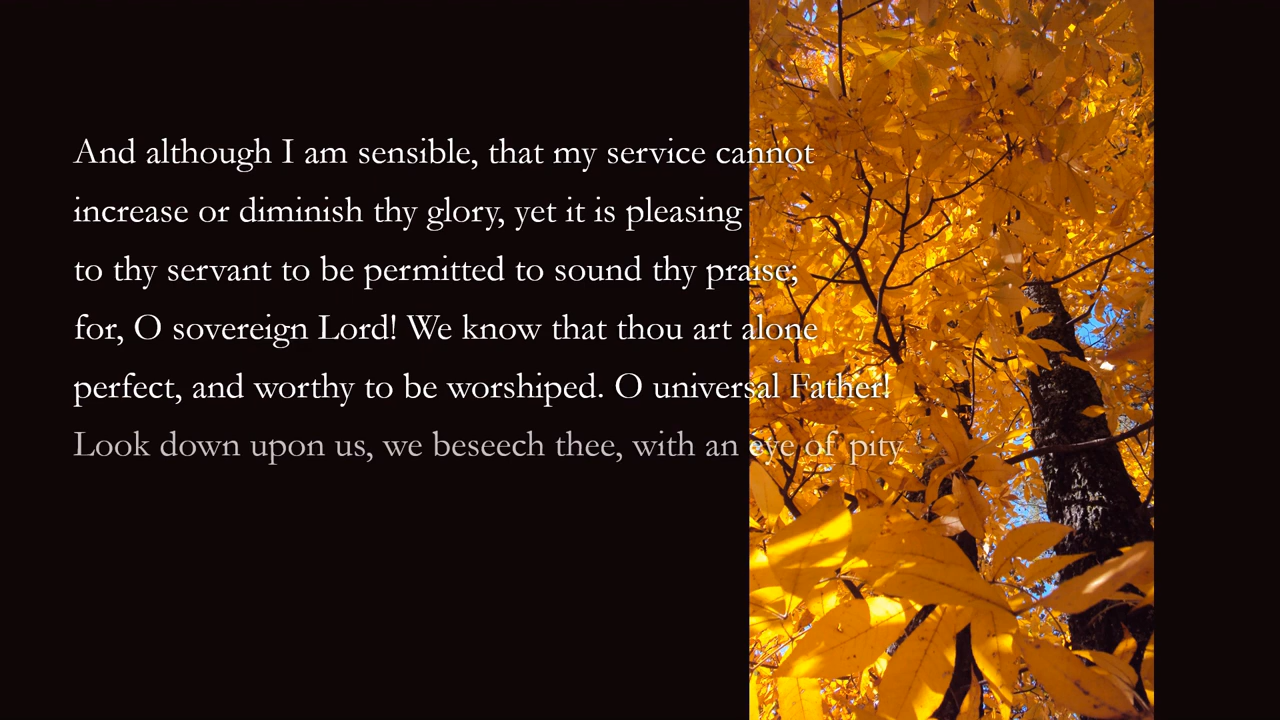 And although I am sensible, that my service cannot
increase or diminish thy glory, yet it is pleasing
to thy servant to be permitted to sound thy praise;
for, O sovereign Lord! We know that thou art alone
perfect, and worthy to be worshiped. O universal Father!
Look down upon us, we beseech thee, with an eye of pity